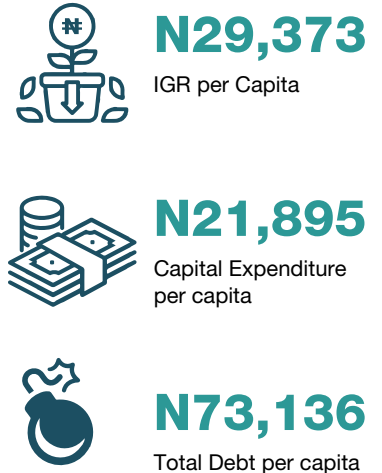 ₦
N29,373
IGR per Capita
N21,895
Capital Expenditure
per capita
N73,136
Total Debt per capita